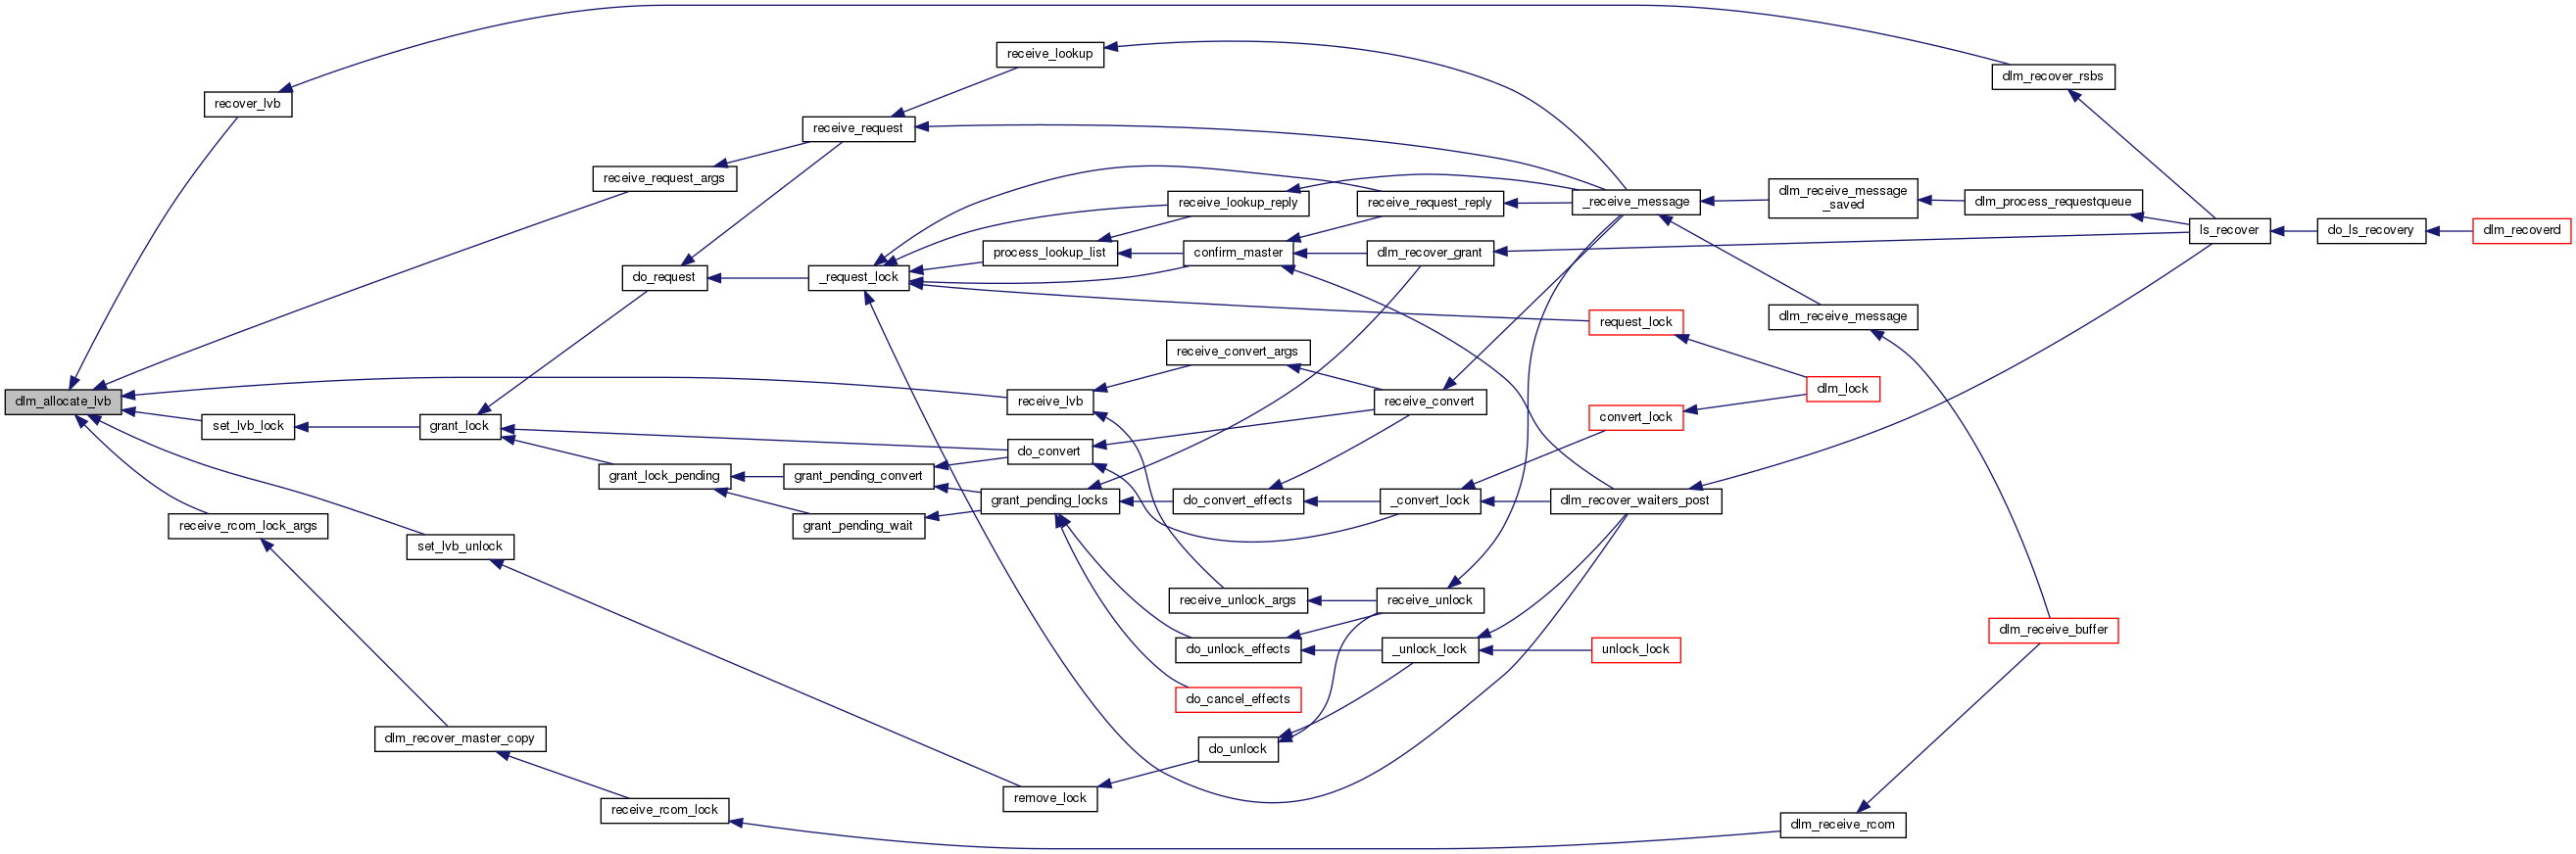 receive_lookup
dlm_recover_rsbs
recover_lvb
receive_request
receive_request_args
dlm_receive_message
_saved
receive_lookup_reply
receive_request_reply
_receive_message
dlm_process_requestqueue
ls_recover
do_ls_recovery
dlm_recoverd
process_lookup_list
confirm_master
dlm_recover_grant
do_request
_request_lock
dlm_receive_message
request_lock
receive_convert_args
dlm_lock
dlm_allocate_lvb
receive_lvb
receive_convert
convert_lock
set_lvb_lock
grant_lock
do_convert
grant_lock_pending
grant_pending_convert
grant_pending_locks
do_convert_effects
_convert_lock
dlm_recover_waiters_post
receive_rcom_lock_args
grant_pending_wait
set_lvb_unlock
receive_unlock_args
receive_unlock
dlm_receive_buffer
do_unlock_effects
_unlock_lock
unlock_lock
do_cancel_effects
dlm_recover_master_copy
do_unlock
remove_lock
receive_rcom_lock
dlm_receive_rcom